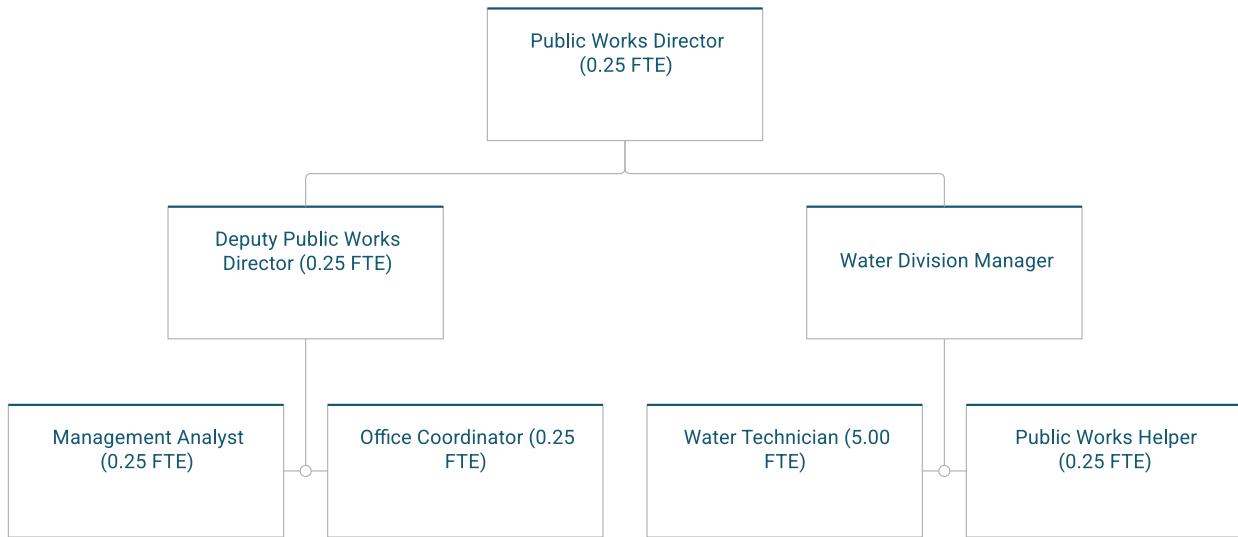 Public Works Director
(0.25 FTE)
Deputy Public Works
Director (0.25 FTE)
Water Division Manager
Management Analyst
(0.25 FTE)
Office Coordinator (0.25
FTE)
Water Technician (5.00
FTE)
Public Works Helper
(0.25 FTE)